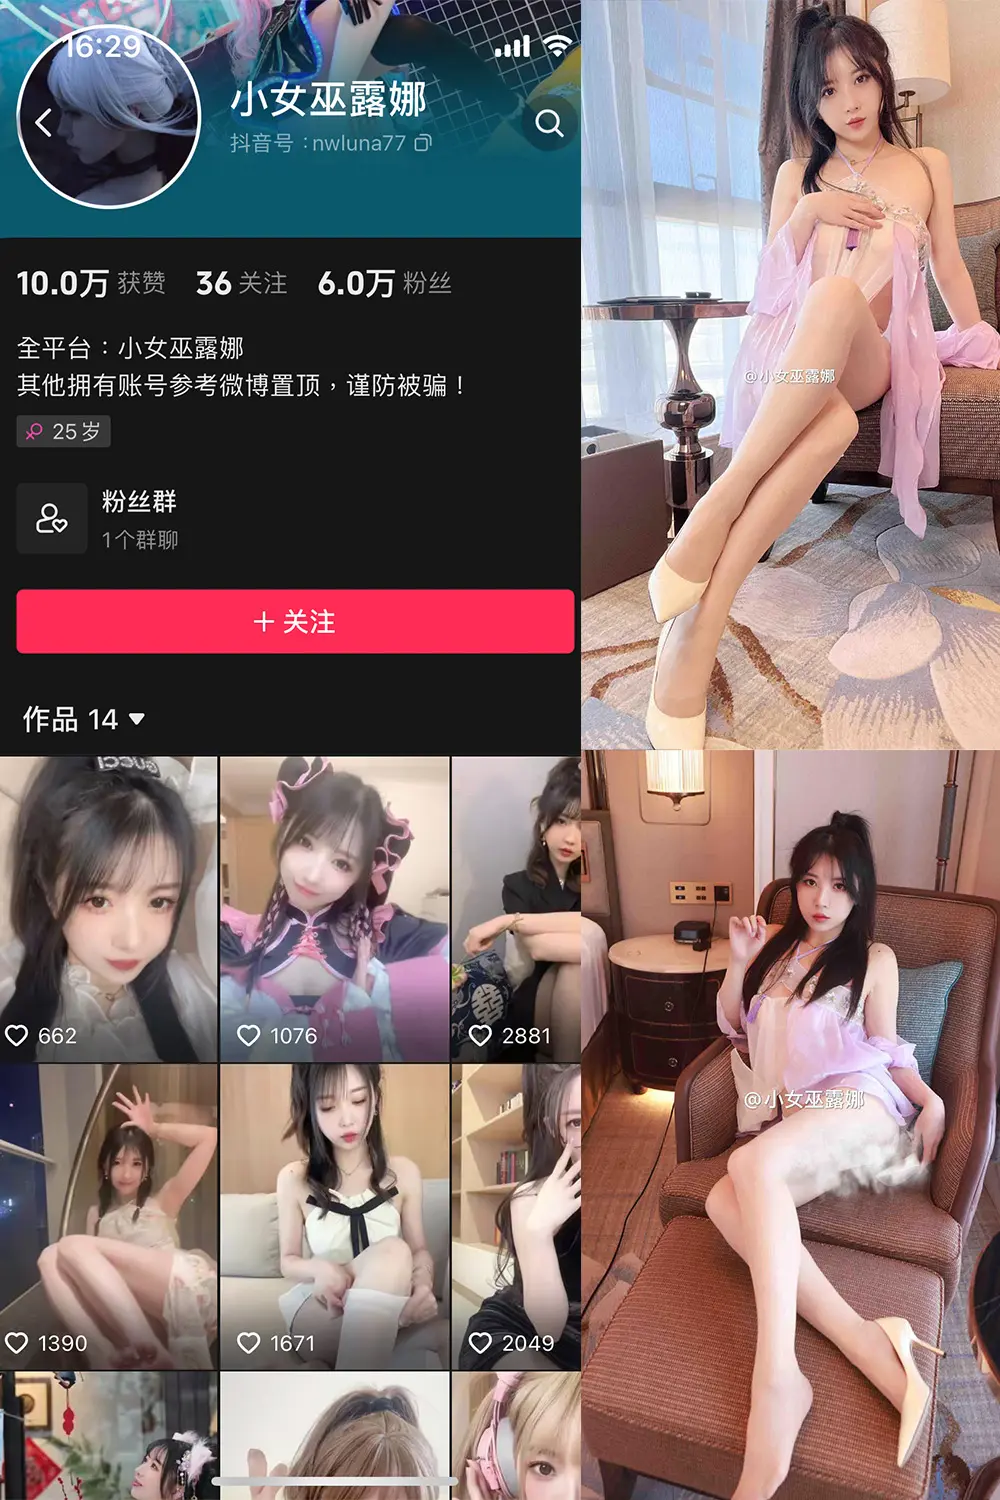 16:29
小女巫露娜
抖音号：nwluna77
10.0万 获赞 36 关注 6.0万 粉丝
全平台：小女巫露娜
其他拥有账号参考微博置顶，谨防被骗！
25岁
粉丝群
1个群聊
＋关注
作品 14
GUCCI
662
1076
2881
1390
1671
2049
@小女巫露娜
@小女巫露娜